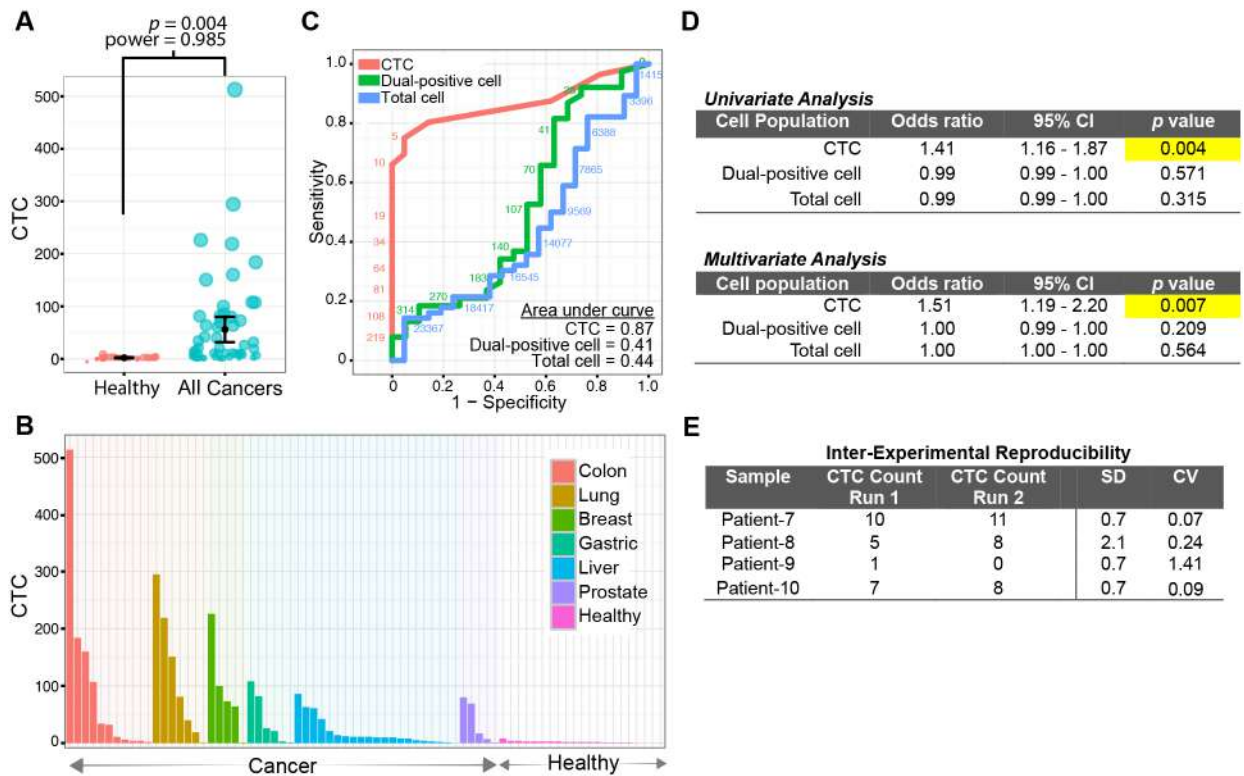 A
p = 0.004
power = 0.985
CTC
500
400
300
200
100
0
Healthy
All Cancers
C
Sensitivity
1.0
0.8
0.6
0.4
0.2
0
CTC
Dual-positive cell
Total cell
5
10
19
34
64
81
108
219
314
270
183
140
107
70
41
0
1415
3396
6388
7865
9569
14077
16545
18417
23367
Area under curve
CTC = 0.87
Dual-positive cell = 0.41
Total cell = 0.44
0 0.2 0.4 0.6 0.8 1.0
1 − Specificity
D
Univariate Analysis
Cell Population Odds ratio 95% CI p value
CTC 1.41 1.16 - 1.87 0.004
Dual-positive cell 0.99 0.99 - 1.00 0.571
Total cell 0.99 0.99 - 1.00 0.315
Multivariate Analysis
Cell population Odds ratio 95% CI p value
CTC 1.51 1.19 - 2.20 0.007
Dual-positive cell 1.00 0.99 - 1.00 0.209
Total cell 1.00 1.00 - 1.00 0.564
B
CTC
500
400
300
200
100
0
Colon
Lung
Breast
Gastric
Liver
Prostate
Healthy
Cancer
Healthy
E
Inter-Experimental Reproducibility
Sample CTC Count Run 1 CTC Count Run 2 SD CV
Patient-7 10 11 0.7 0.07
Patient-8 5 8 2.1 0.24
Patient-9 1 0 0.7 1.41
Patient-10 7 8 0.7 0.09